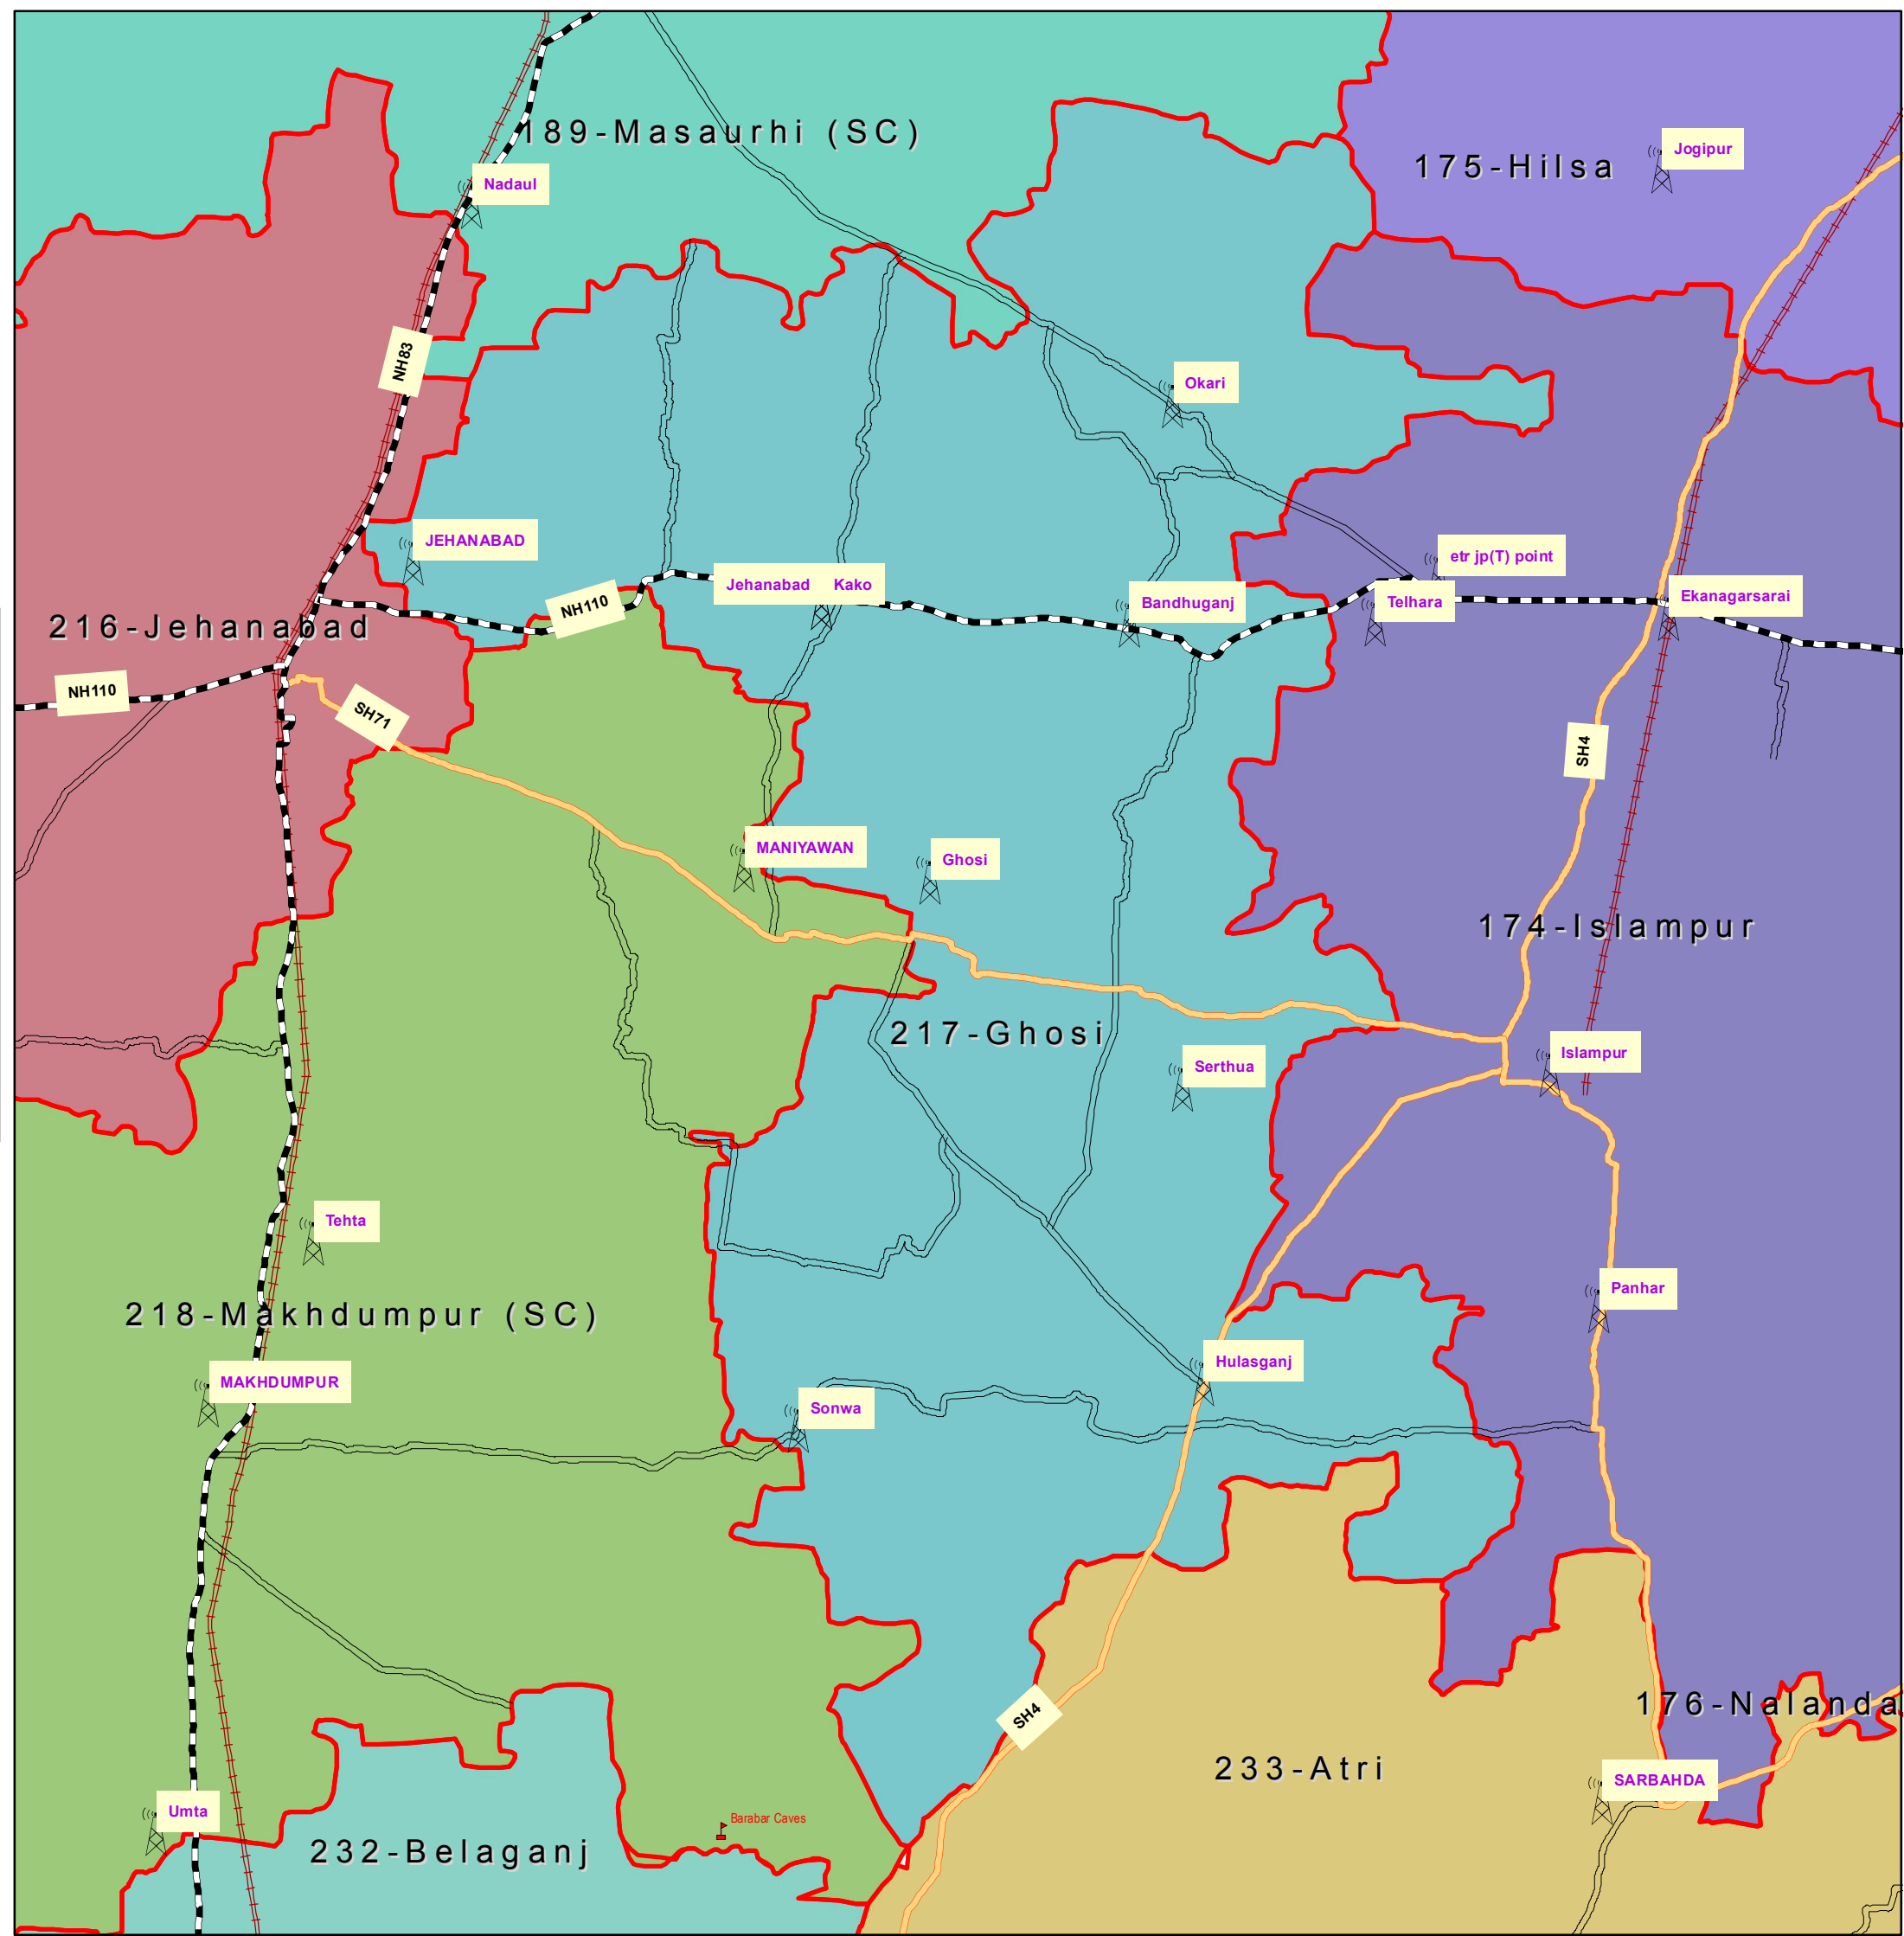 189-Masaurhi (SC)
175-Hilsa
Jogipur
Nadaul
NH83
Okari
JEHANABAD
etr jp(T) point
Jehanabad
Kako
NH110
Bandhuganj
Telhara
Ekanagarsarai
216-Jehanabad
NH110
SH71
SH4
MANIYAWAN
Ghosi
174-Islampur
217-Ghosi
Serthua
Islampur
Tehta
Panhar
218-Makhdumpur (SC)
Hulasganj
MAKHDUMPUR
Sonwa
176-Nalanda
SH4
233-Atri
SARBAHDA
Umta
Barabar Caves
232-Belaganj